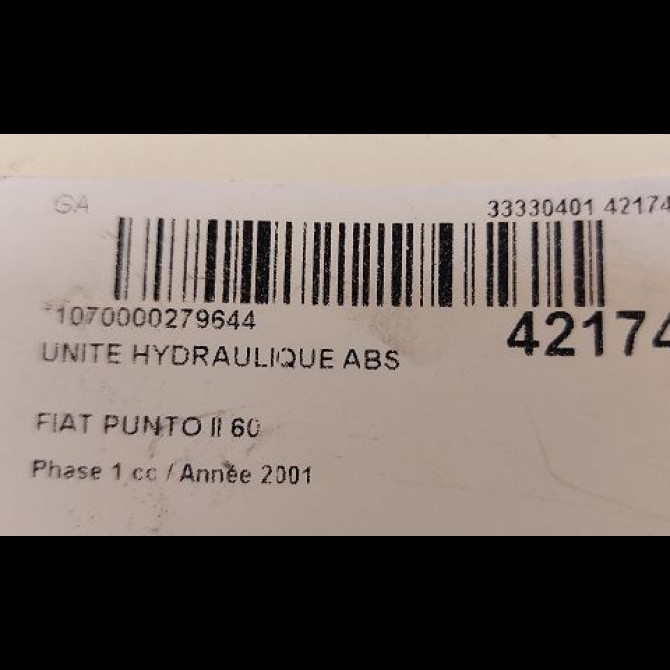 GA
33330401 42174
*1070000279644
42174
UNITE HYDRAULIQUE ABS
FIAT PUNTO II 60
Phase 1 cc / Année 2001